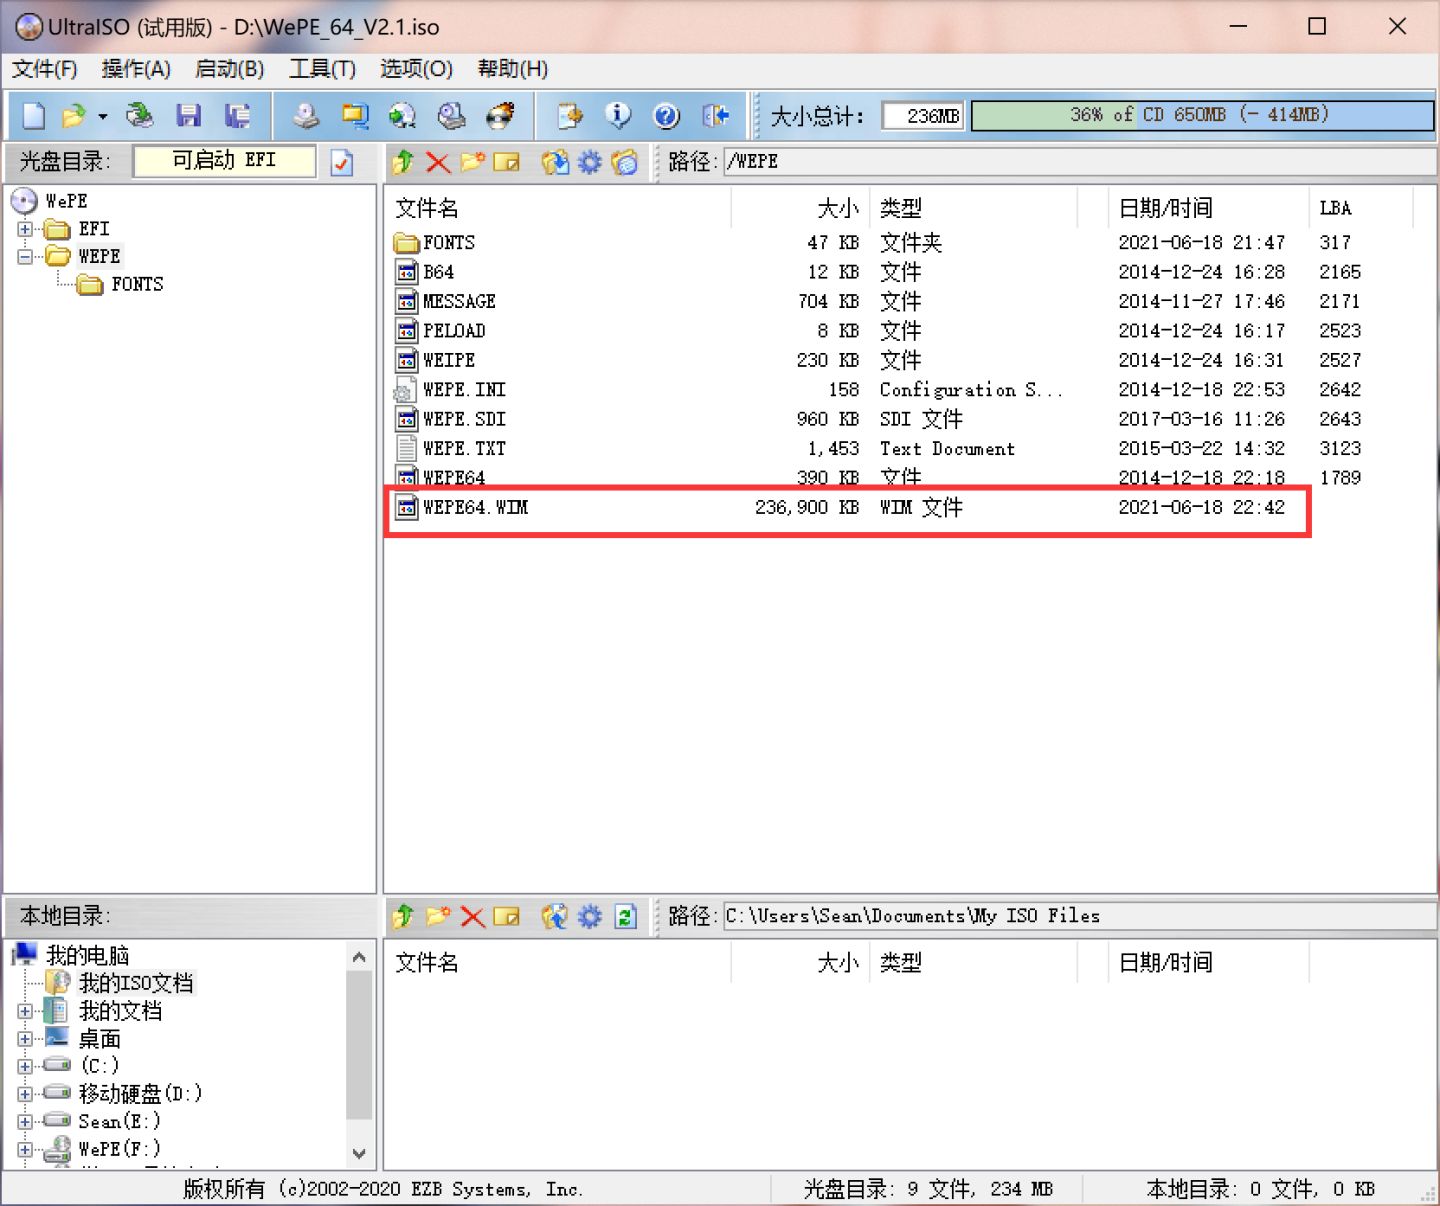 UltraISO (试用版) - D:\WePE_64_V2.1.iso
文件(F) 操作(A) 启动(B) 工具(T) 选项(O) 帮助(H)
大小总计: 236MB 36% of CD 650MB (- 414MB)
光盘目录: 可启动 EFI 路径: /WEPE
WePE
EFI
WEPE
FONTS
文件名 大小 类型 日期/时间 LBA
FONTS 47 KB 文件夹 2021-06-18 21:47 317
B64 12 KB 文件 2014-12-24 16:28 2165
MESSAGE 704 KB 文件 2014-11-27 17:46 2171
PELOAD 8 KB 文件 2014-12-24 16:17 2523
WEIPE 230 KB 文件 2014-12-24 16:31 2527
WEPE.INI 158 Configuration S... 2014-12-18 22:53 2642
WEPE.SDI 960 KB SDI 文件 2017-03-16 11:26 2643
WEPE.TXT 1,453 Text Document 2015-03-22 14:32 3123
WEPE64 390 KB 文件 2014-12-18 22:18 1789
WEPE64.WIM 236,900 KB WIM 文件 2021-06-18 22:42
本地目录: 路径: C:\Users\Sean\Documents\My ISO Files
我的电脑
我的ISO文档
我的文档
桌面
(C:)
移动硬盘(D:)
Sean(E:)
WePE(F:)
文件名 大小 类型 日期/时间
版权所有 (c)2002-2020 EZB Systems, Inc. 光盘目录: 9 文件, 234 MB 本地目录: 0 文件, 0 KB